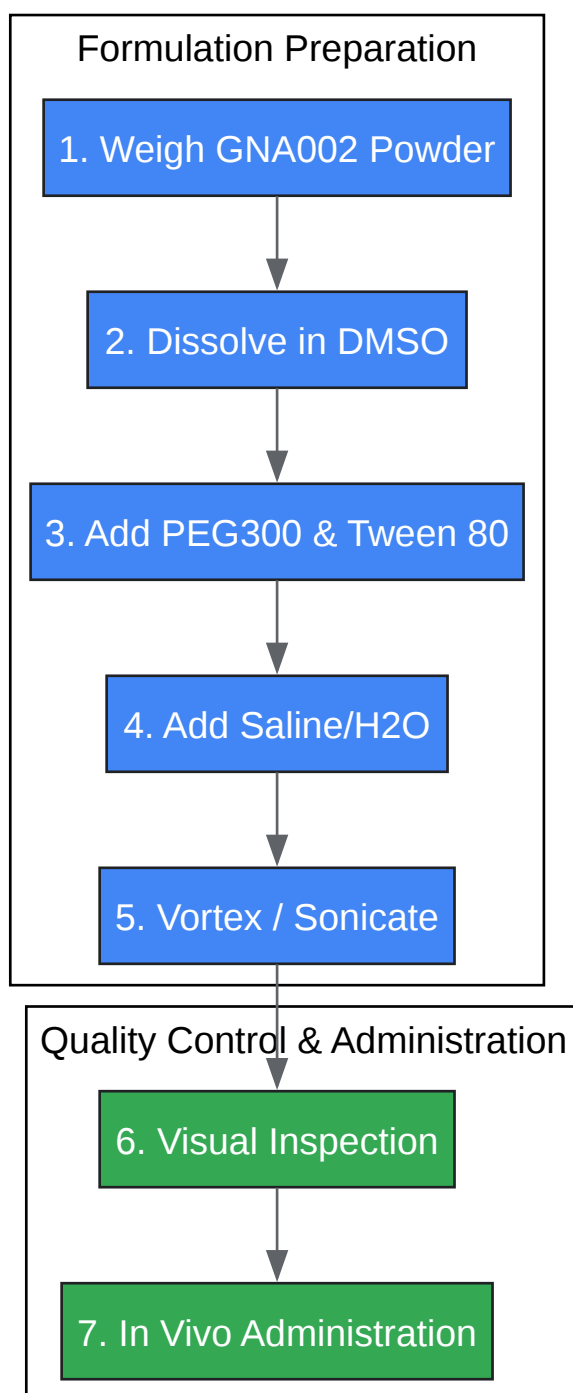 Formulation Preparation
1. Weigh GNA002 Powder
2. Dissolve in DMSO
3. Add PEG300 & Tween 80
4. Add Saline/H2O
5. Vortex / Sonicate
Quality Control & Administration
6. Visual Inspection
7. In Vivo Administration